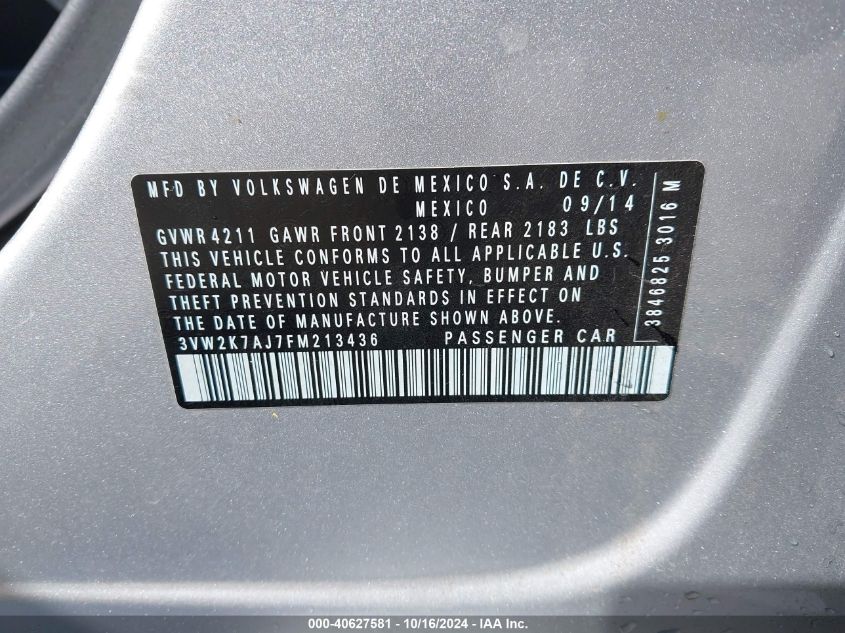 MFD BY VOLKSWAGEN DE MEXICO S.A. DE C.V.
MEXICO 09/14
GVWR 4211 GAWR FRONT 2138 / REAR 2183 LBS
THIS VEHICLE CONFORMS TO ALL APPLICABLE U.S.
FEDERAL MOTOR VEHICLE SAFETY, BUMPER AND
THEFT PREVENTION STANDARDS IN EFFECT ON
THE DATE OF MANUFACTURE SHOWN ABOVE.
3VW2K7AJ7FM213436 PASSENGER CAR
3846825 3016 M
000-40627581 - 10/16/2024 - IAA Inc.